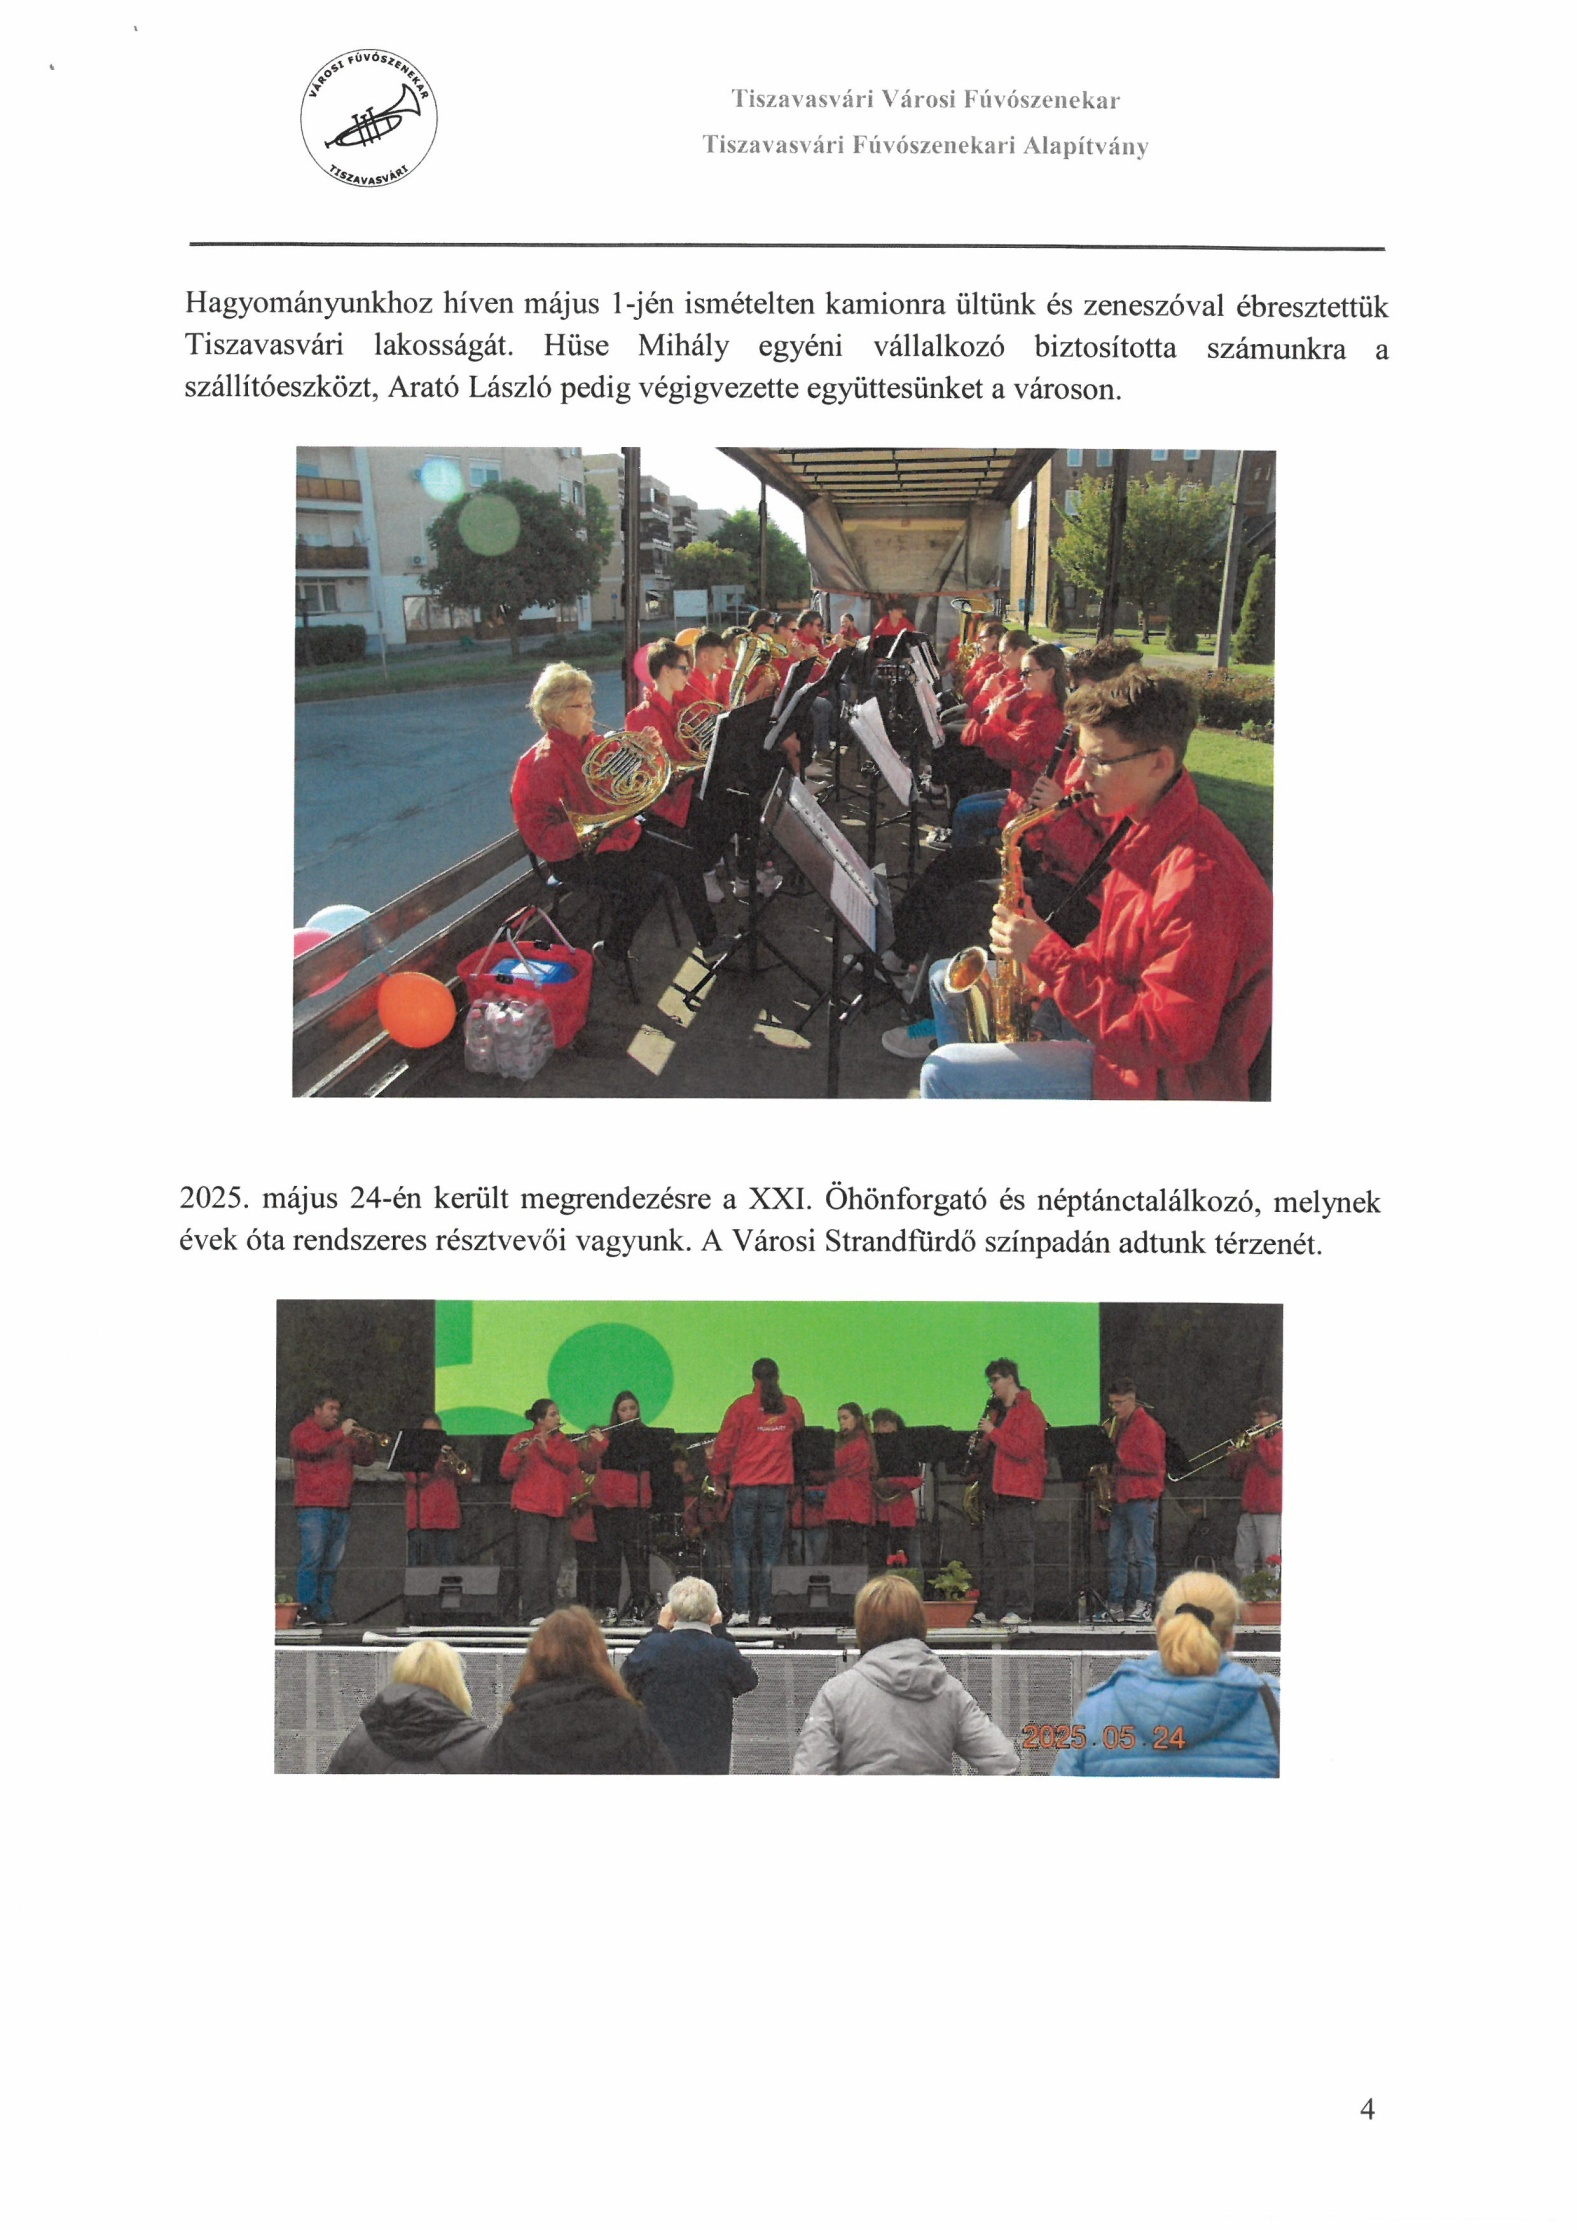 VÁROSI FÚVÓSZENEKAR
TISZAVASVÁRI
Tiszavasvári Városi Fúvószenekar
Tiszavasvári Fúvószenekari Alapítvány
Hagyományunkhoz híven május 1-jén ismételten kamionra ültünk és zeneszóval ébresztettük
Tiszavasvári lakosságát. Hüse Mihály egyéni vállalkozó biztosította számunkra a
szállítóeszközt, Arató László pedig végigvezette együttesünket a városon.
2025. május 24-én került megrendezésre a XXI. Öhönforgató és néptánctalálkozó, melynek
évek óta rendszeres résztvevői vagyunk. A Városi Strandfürdő színpadán adtunk térzenét.
HUNGARY
2025.05.24
4